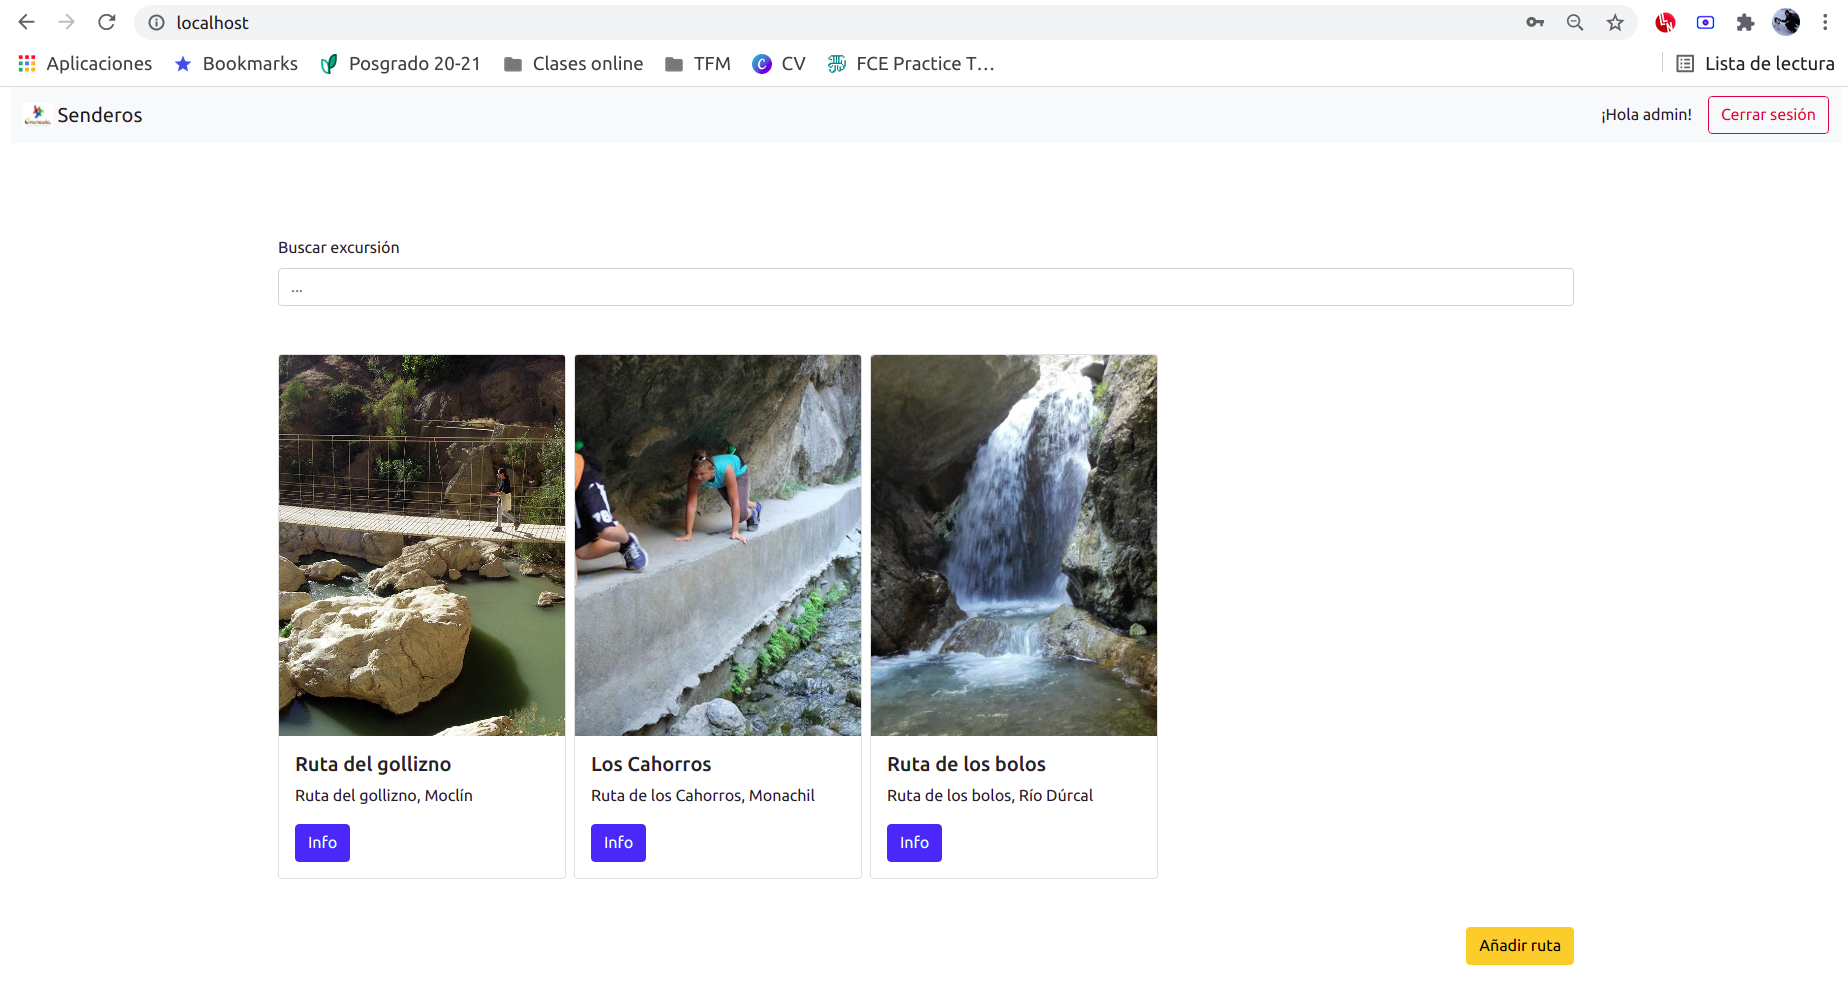 localhost
Aplicaciones
Bookmarks
Posgrado 20-21
Clases online
TFM
CV
FCE Practice T…
Lista de lectura
Senderos
¡Hola admin!
Cerrar sesión
Buscar excursión
...
Ruta del gollizno
Ruta del gollizno, Moclín
Info
Los Cahorros
Ruta de los Cahorros, Monachil
Info
Ruta de los bolos
Ruta de los bolos, Río Dúrcal
Info
Añadir ruta